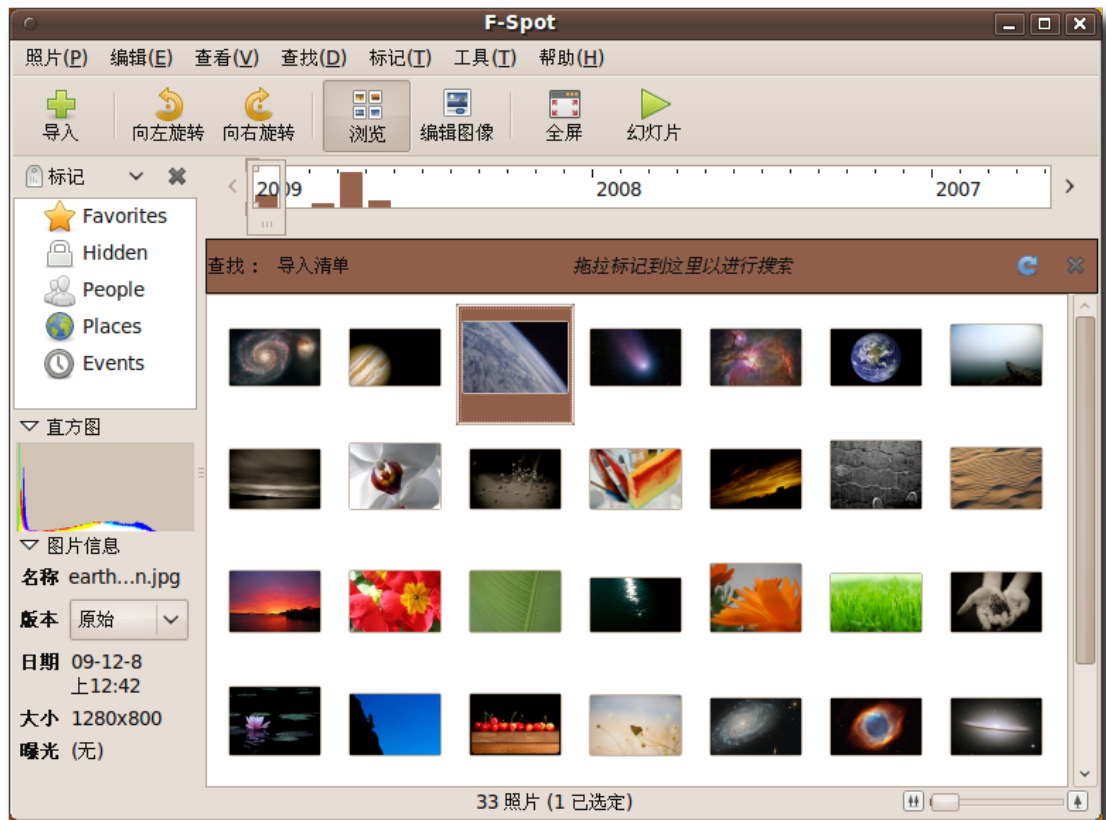 F-Spot
照片(P) 编辑(E) 查看(V) 查找(D) 标记(T) 工具(T) 帮助(H)
导入 向左旋转 向右旋转 浏览 编辑图像 全屏 幻灯片
标记
2009 2008 2007
Favorites
Hidden
People
Places
Events
查找： 导入清单 拖拉标记到这里以进行搜索
直方图
图片信息
名称 earth...n.jpg
版本 原始
日期 09-12-8
上12:42
大小 1280x800
曝光 (无)
33 照片 (1 已选定)